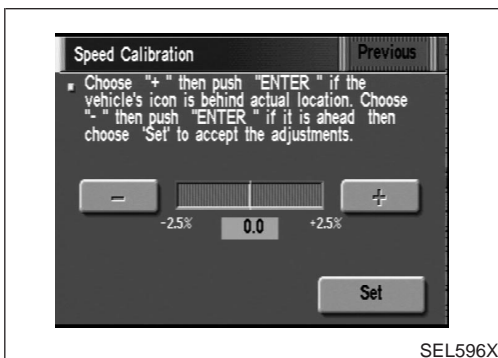 Speed Calibration
Previous
Choose "+ " then push "ENTER " if the
vehicle's icon is behind actual location. Choose
"- " then push "ENTER " if it is ahead then
choose 'Set' to accept the adjustments.
-
+
-2.5%
0.0
+2.5%
Set
SEL596X